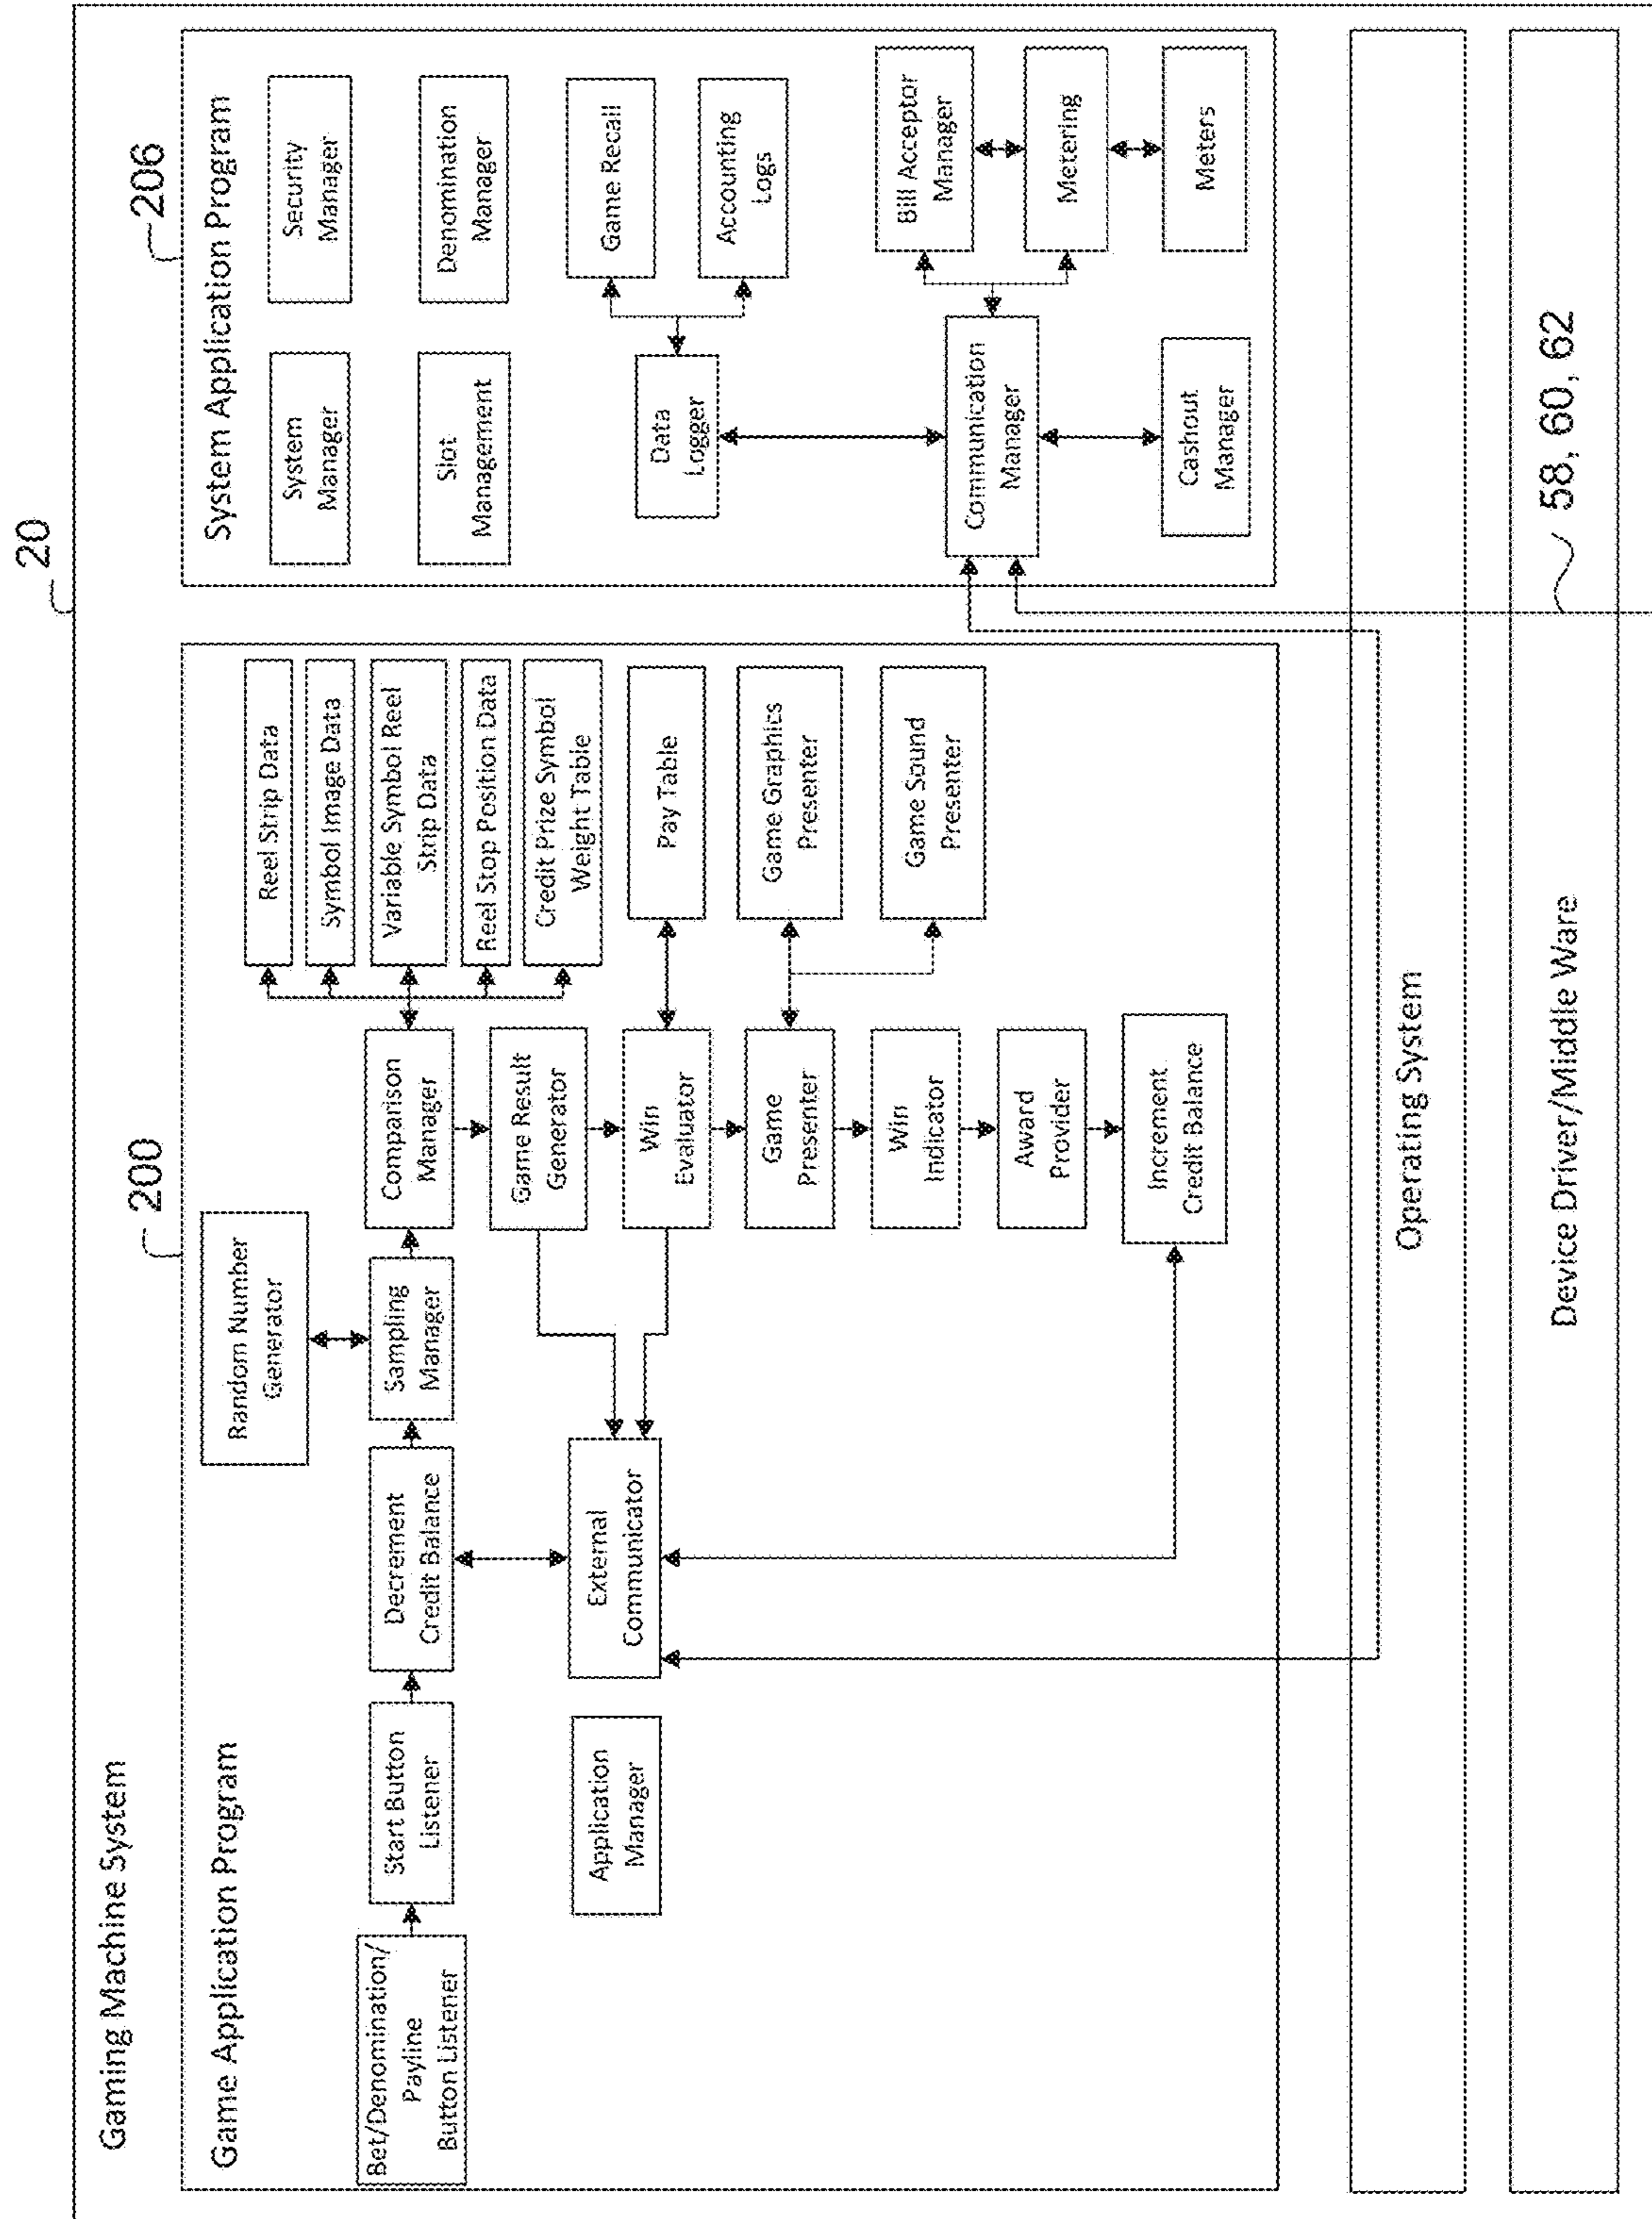 20
Gaming Machine System
200
206
Game Application Program
System Application Program
Random Number
Generator
Bet/Denomination/
Payline
Button Listener
Start Button
Listener
Decrement
Credit Balance
Sampling
Manager
Comparison
Manager
Reel Strip Data
Symbol Image Data
Variable Symbol Reel
Strip Data
Reel Stop Position Data
Credit Prize Symbol
Weight Table
Game Result
Generator
Application
Manager
External
Communicator
Win
Evaluator
Pay Table
Game
Presenter
Game Graphics
Presenter
Game Sound
Presenter
Win
Indicator
Award
Provider
Increment
Credit Balance
System
Manager
Security
Manager
Slot
Management
Denomination
Manager
Data
Logger
Game Recall
Accounting
Logs
Communication
Manager
Bill Acceptor
Manager
Metering
Cashout
Manager
Meters
Operating System
Device Driver/Middle Ware
58, 60, 62